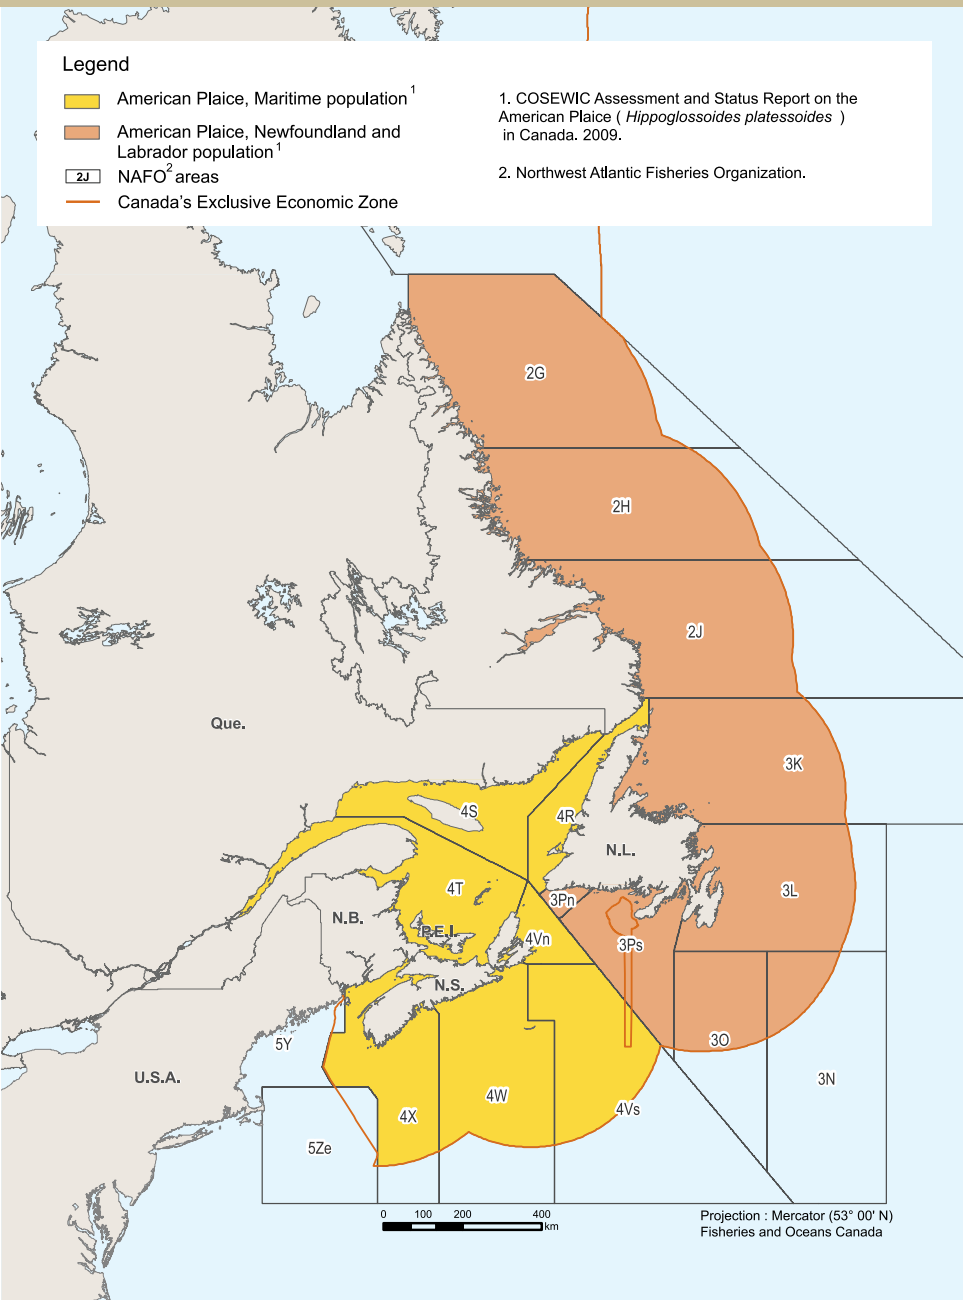 Legend
American Plaice, Maritime population 1
American Plaice, Newfoundland and
Labrador population 1
2J NAFO 2 areas
Canada's Exclusive Economic Zone
1. COSEWIC Assessment and Status Report on the
American Plaice ( Hippoglossoides platessoides )
in Canada. 2009.
2. Northwest Atlantic Fisheries Organization.
2G
2H
2J
Que.
3K
4S
4R
N.L.
4T
3Pn
3L
N.B.
P.E.I.
4Vn
3Ps
N.S.
5Y
3O
U.S.A.
3N
4W
4X
4Vs
5Ze
0 100 200 400
km
Projection : Mercator (53° 00' N)
Fisheries and Oceans Canada